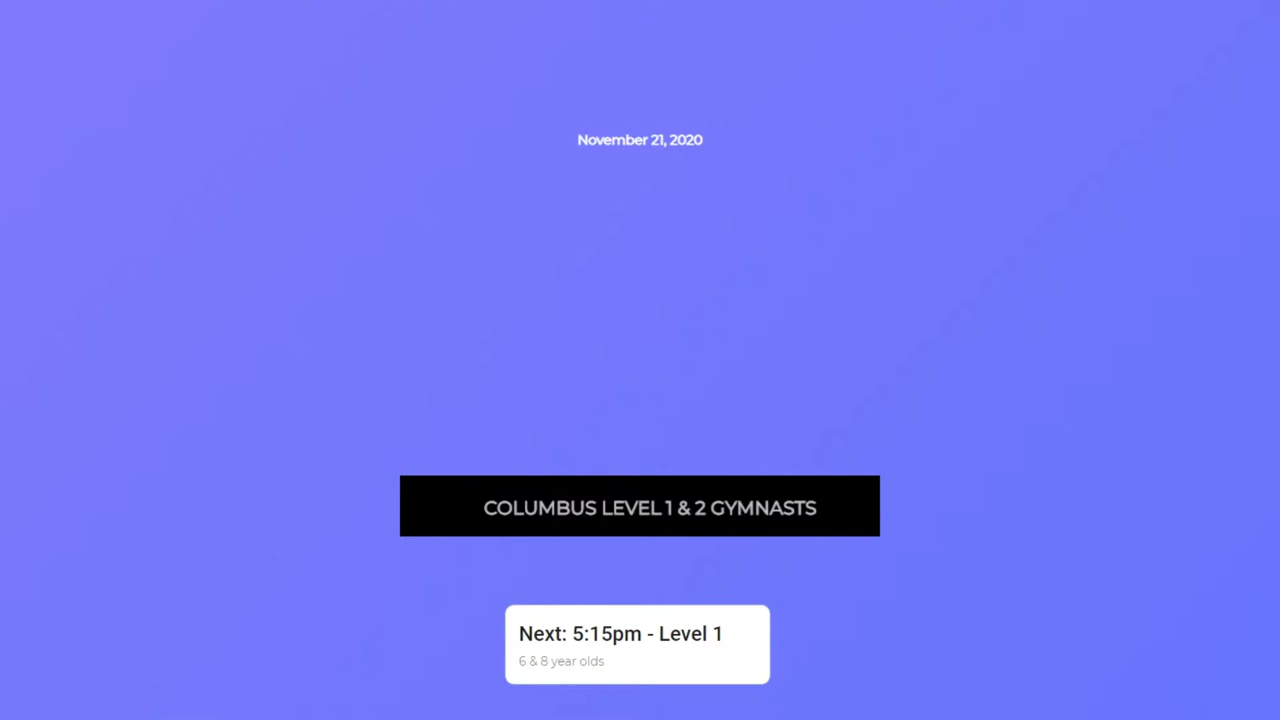 November 21, 2020
COLUMBUS LEVEL 1 & 2 GYMNASTS
Next: 5:15pm - Level 1
6 & 8 year olds